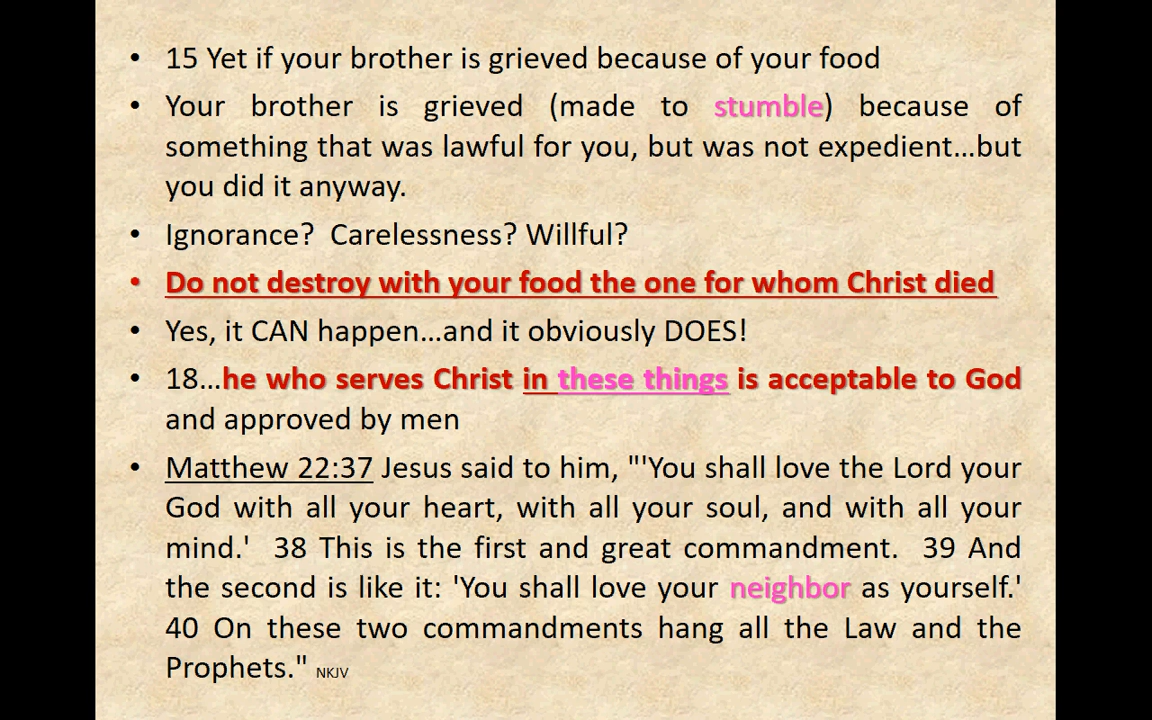 • 15 Yet if your brother is grieved because of your food
• Your brother is grieved (made to stumble) because of
something that was lawful for you, but was not expedient…but
you did it anyway.
• Ignorance?  Carelessness? Willful?
• Do not destroy with your food the one for whom Christ died
• Yes, it CAN happen…and it obviously DOES!
• 18…he who serves Christ in these things is acceptable to God
and approved by men
• Matthew 22:37 Jesus said to him, "'You shall love the Lord your
God with all your heart, with all your soul, and with all your
mind.'  38 This is the first and great commandment.  39 And
the second is like it: 'You shall love your neighbor as yourself.'
40 On these two commandments hang all the Law and the
Prophets." NKJV